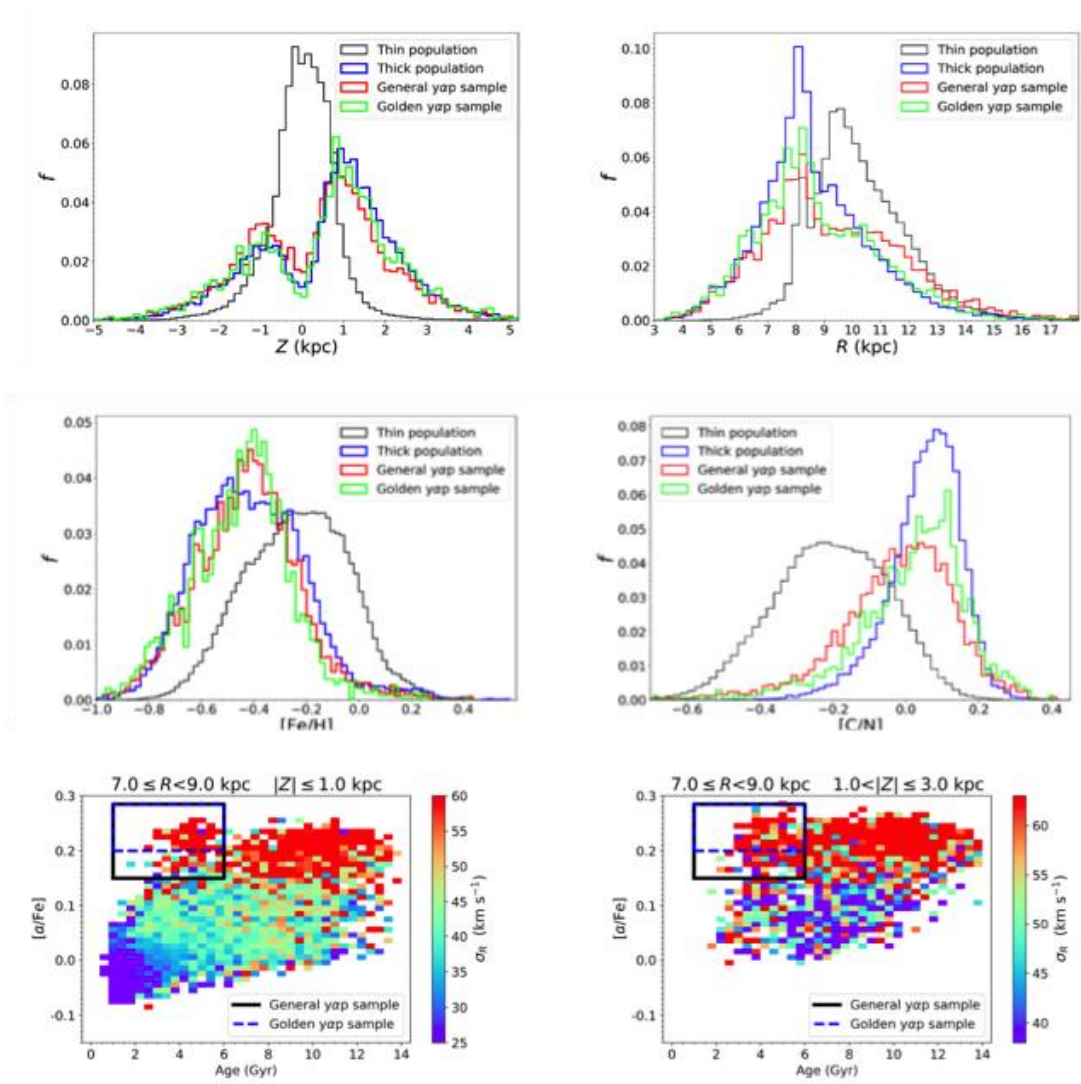 Thin population
Thick population
General yαp sample
Golden yαp sample
f
0.08
0.06
0.04
0.02
0.00
−5 −4 −3 −2 −1 0 1 2 3 4 5
Z (kpc)
Thin population
Thick population
General yαp sample
Golden yαp sample
f
0.10
0.08
0.06
0.04
0.02
0.00
3 4 5 6 7 8 9 10 11 12 13 14 15 16 17
R (kpc)
Thin population
Thick population
General yαp sample
Golden yαp sample
f
0.05
0.04
0.03
0.02
0.01
0.00
−1.0 −0.8 −0.6 −0.4 −0.2 0.0 0.2 0.4
[Fe/H]
Thin population
Thick population
General yαp sample
Golden yαp sample
f
0.08
0.07
0.06
0.05
0.04
0.03
0.02
0.01
0.00
−0.6 −0.4 −0.2 0.0 0.2 0.4
[C/N]
7.0 ≤ R<9.0 kpc |Z| ≤ 1.0 kpc
[α/Fe]
0.3
0.2
0.1
0.0
-0.1
0 2 4 6 8 10 12 14
Age (Gyr)
General yαp sample
Golden yαp sample
60
55
50
45
40
35
30
25
σR (km s−1)
7.0 ≤ R<9.0 kpc 1.0<|Z| ≤ 3.0 kpc
[α/Fe]
0.3
0.2
0.1
0.0
-0.1
0 2 4 6 8 10 12 14
Age (Gyr)
General yαp sample
Golden yαp sample
60
55
50
45
40
σR (km s−1)